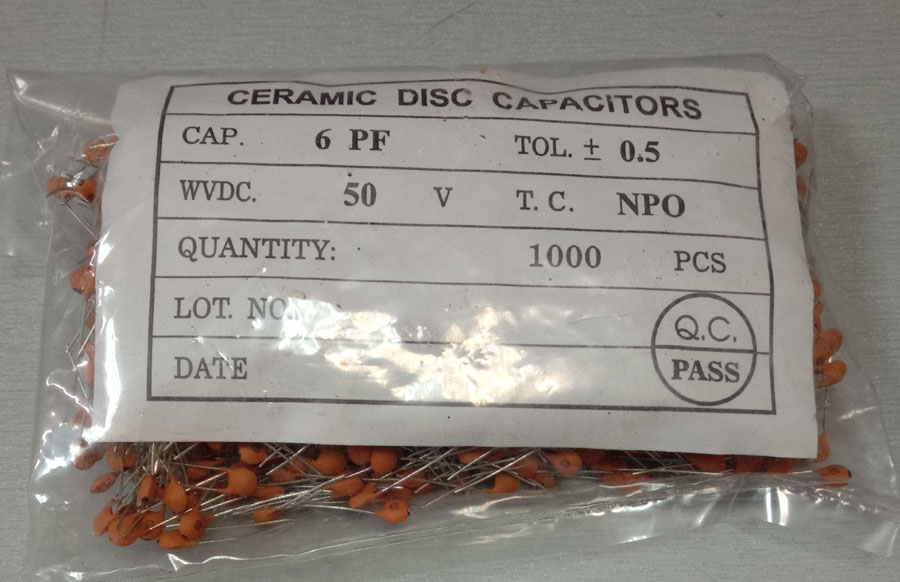 CERAMIC DISC CAPACITORS
CAP. 6 PF TOL. ± 0.5
WVDC. 50 V T. C. NPO
QUANTITY: 1000 PCS
LOT. NO.
Q.C.
DATE PASS